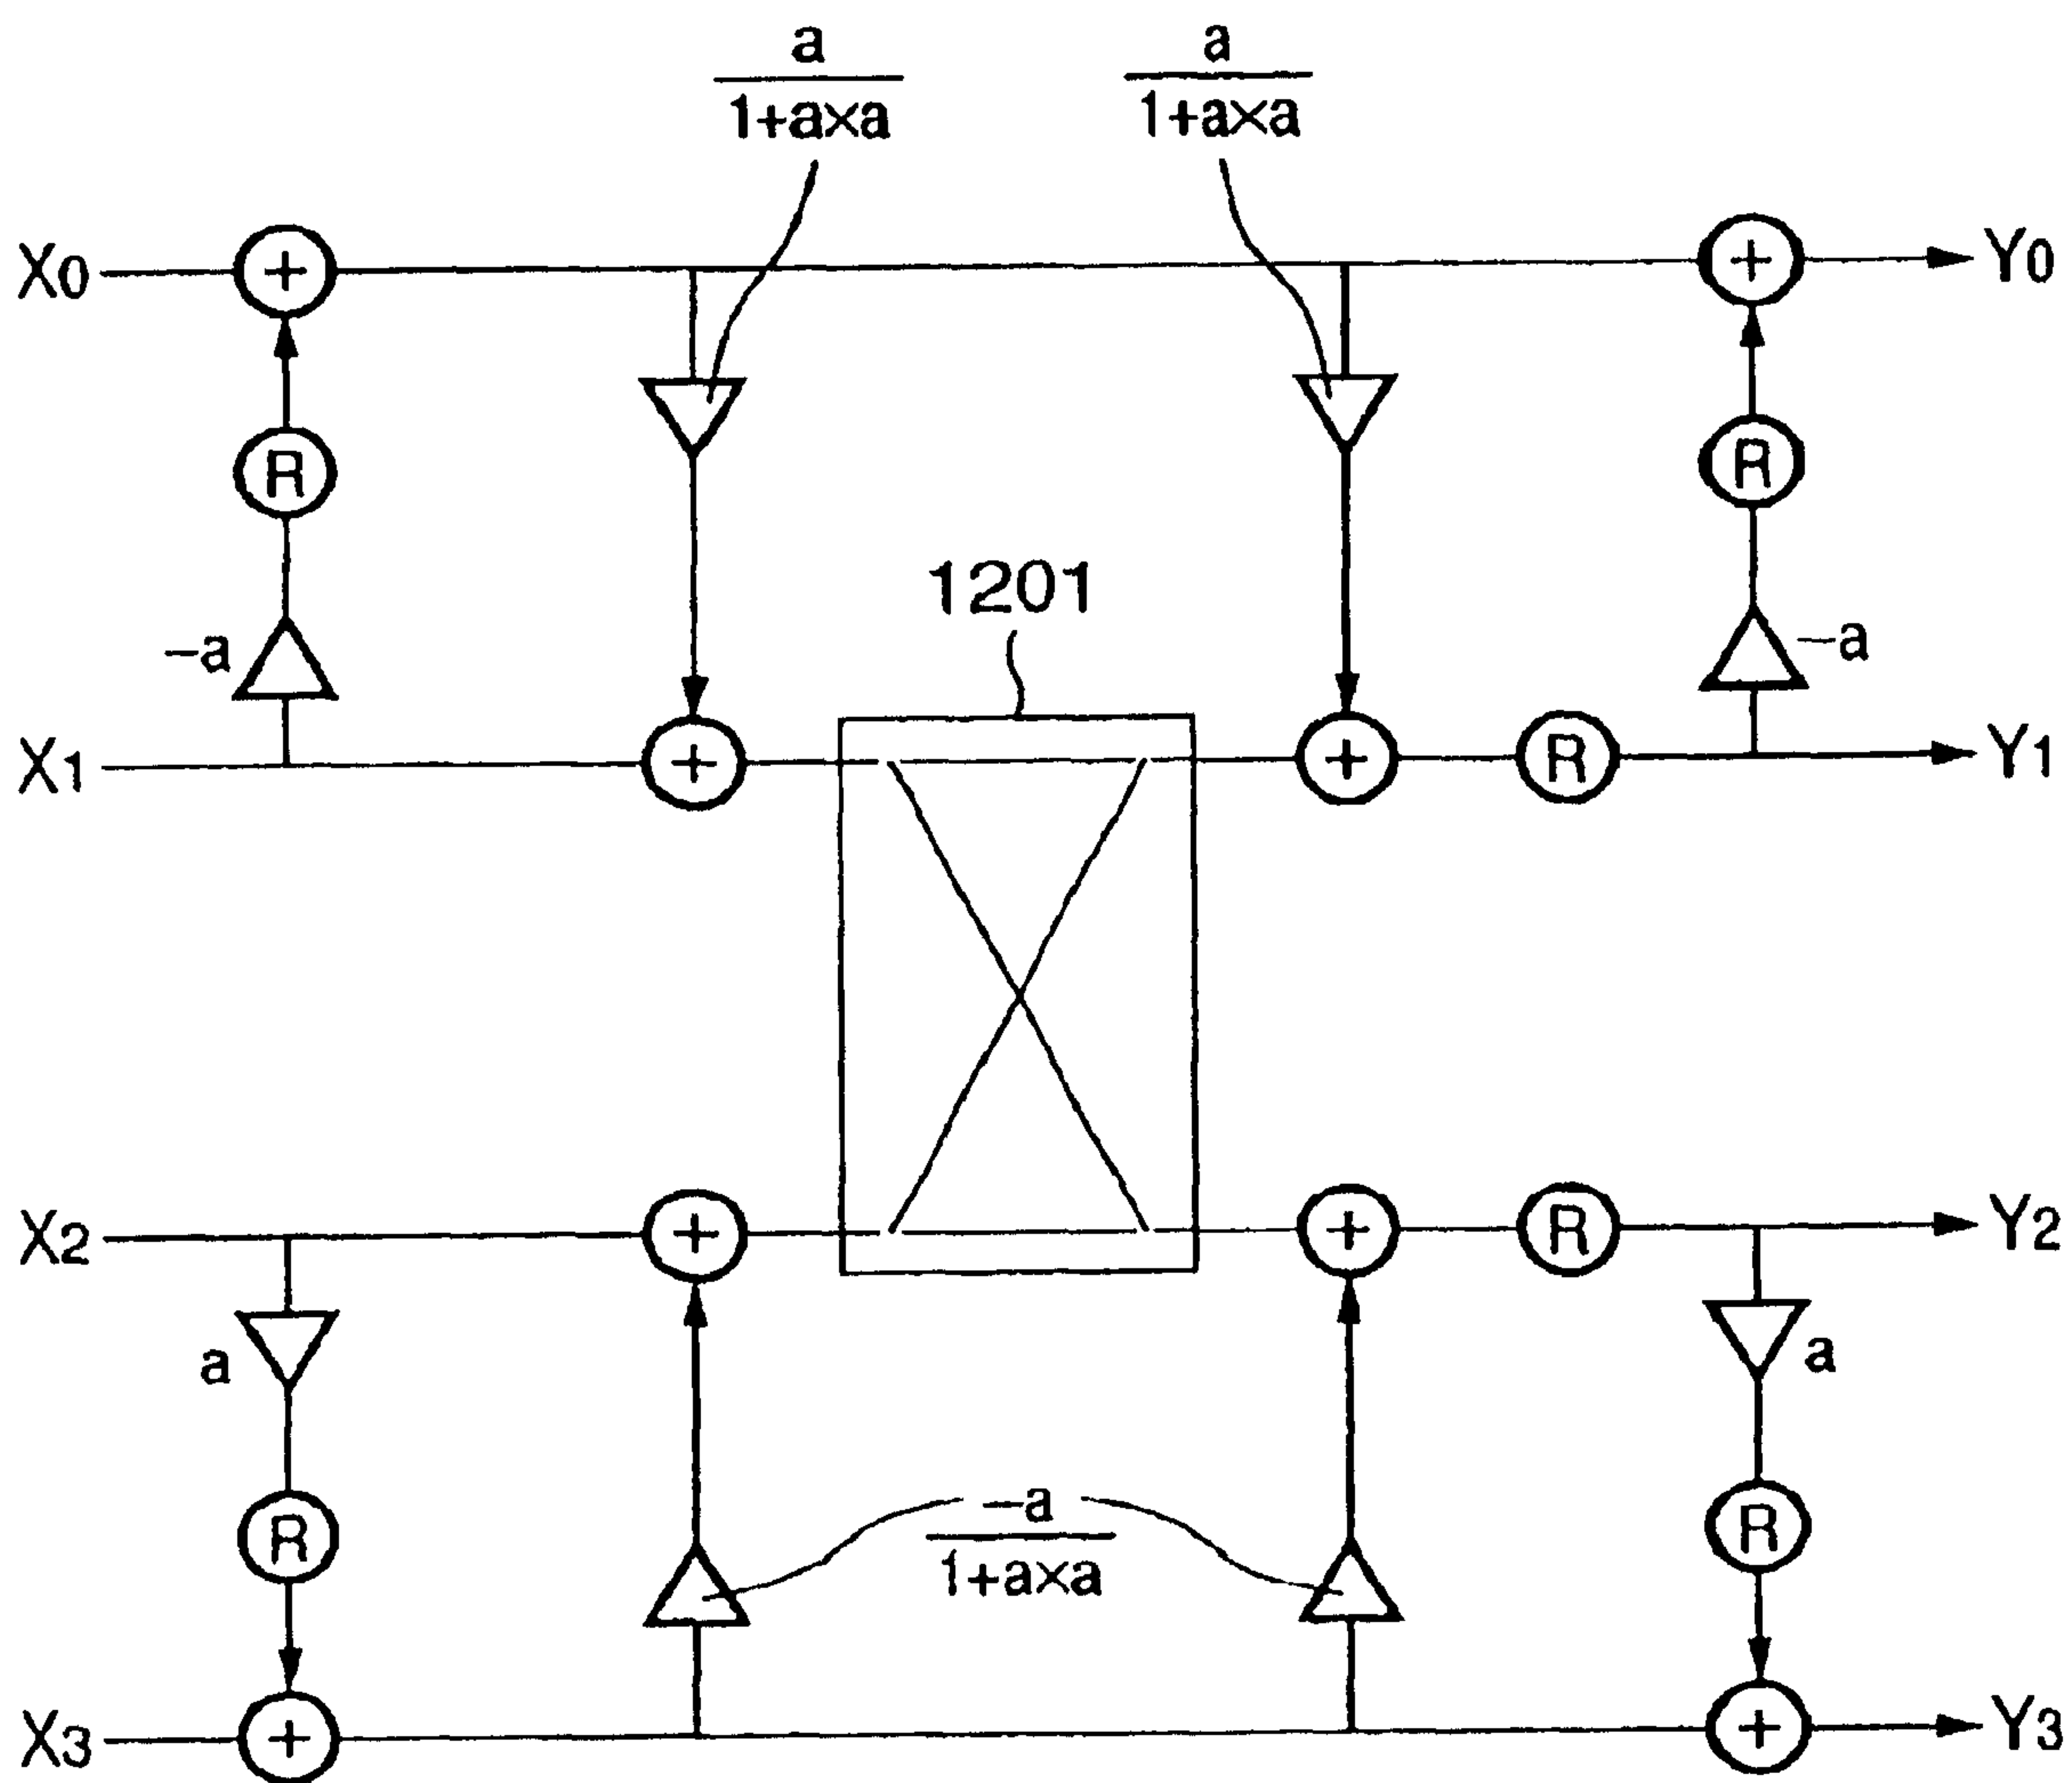 a
1+a×a
a
1+a×a
X0
+
+
Y0
R
R
1201
−a
−a
X1
+
+
R
Y1
X2
+
+
R
Y2
a
a
R
R
−a
1+a×a
X3
+
+
Y3